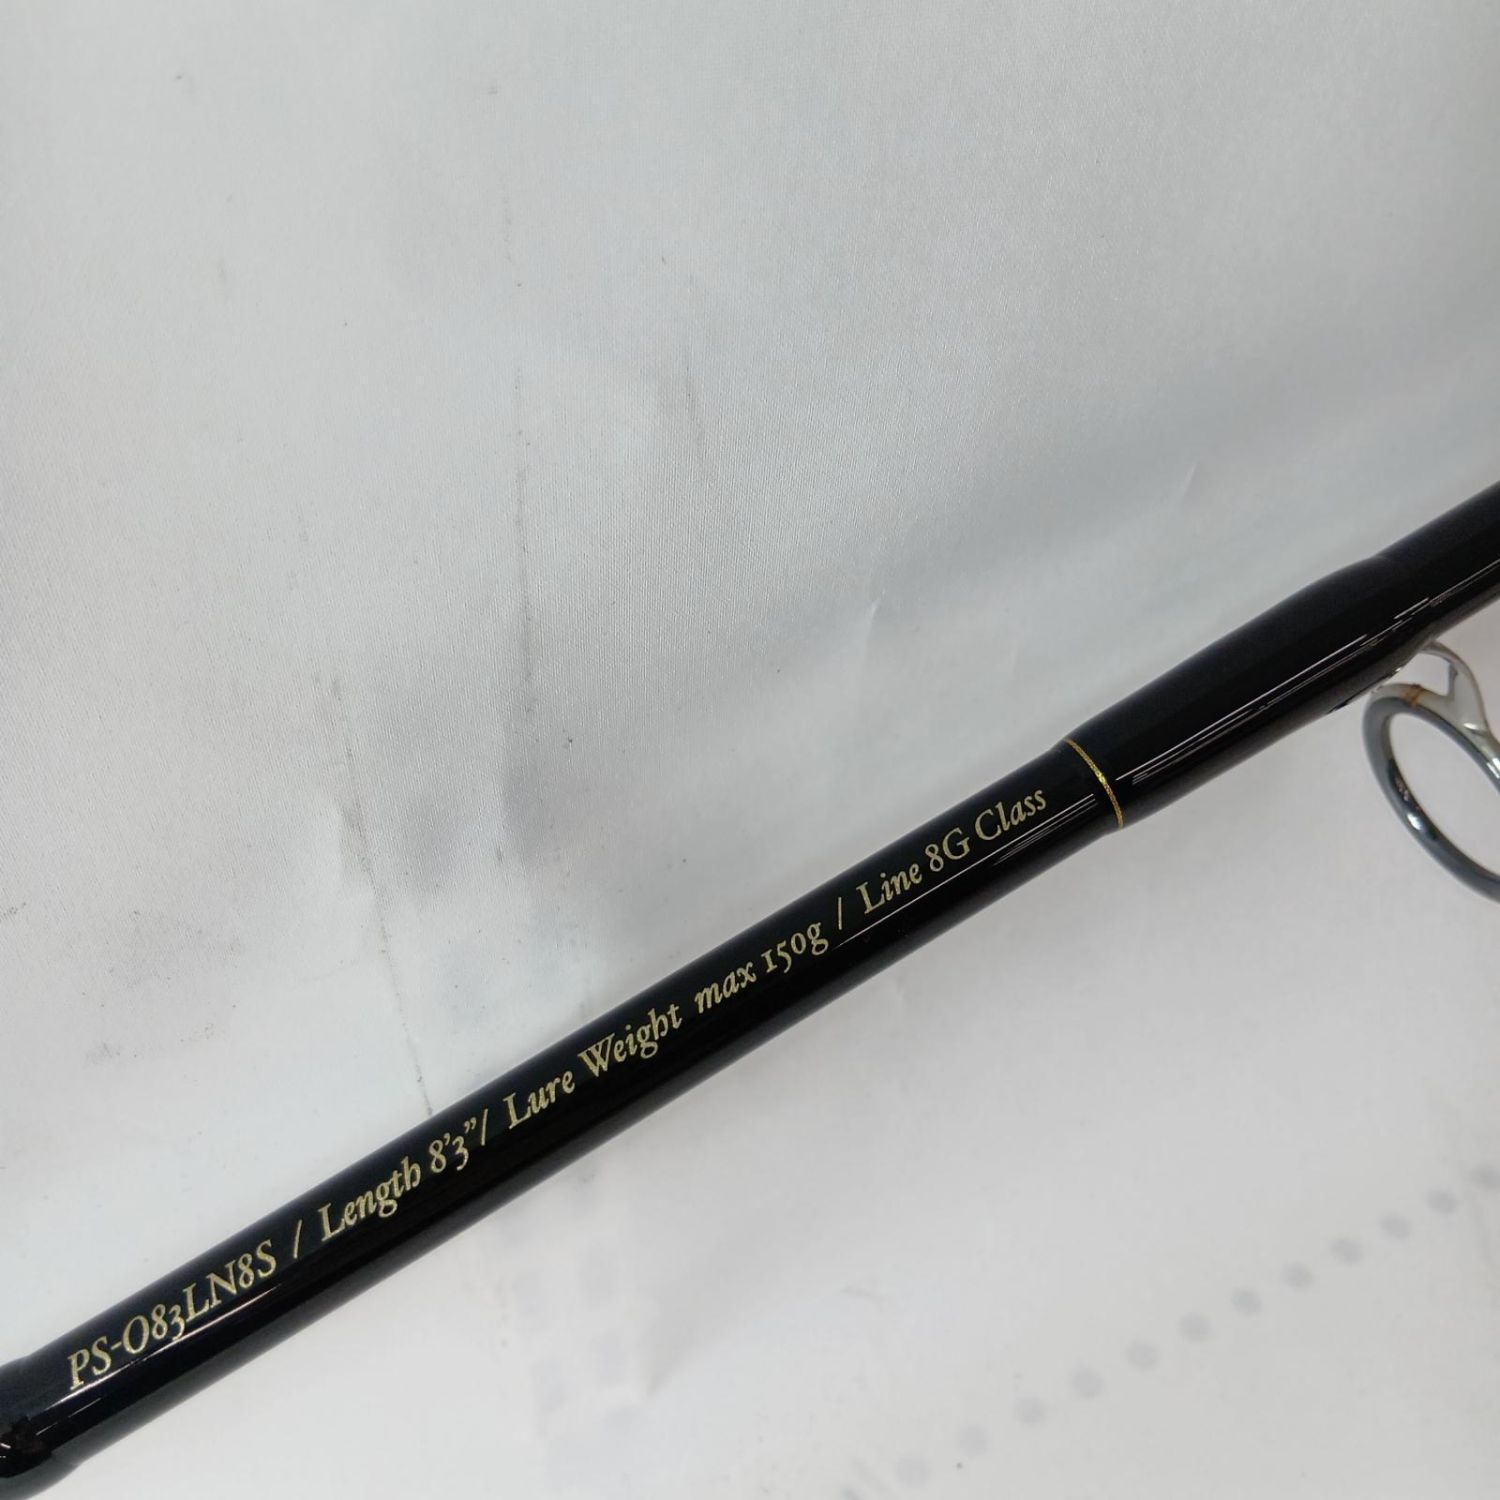 PS-O83LN8S / Length 8'3"/ Lure Weight max 150g / Line 8G Class